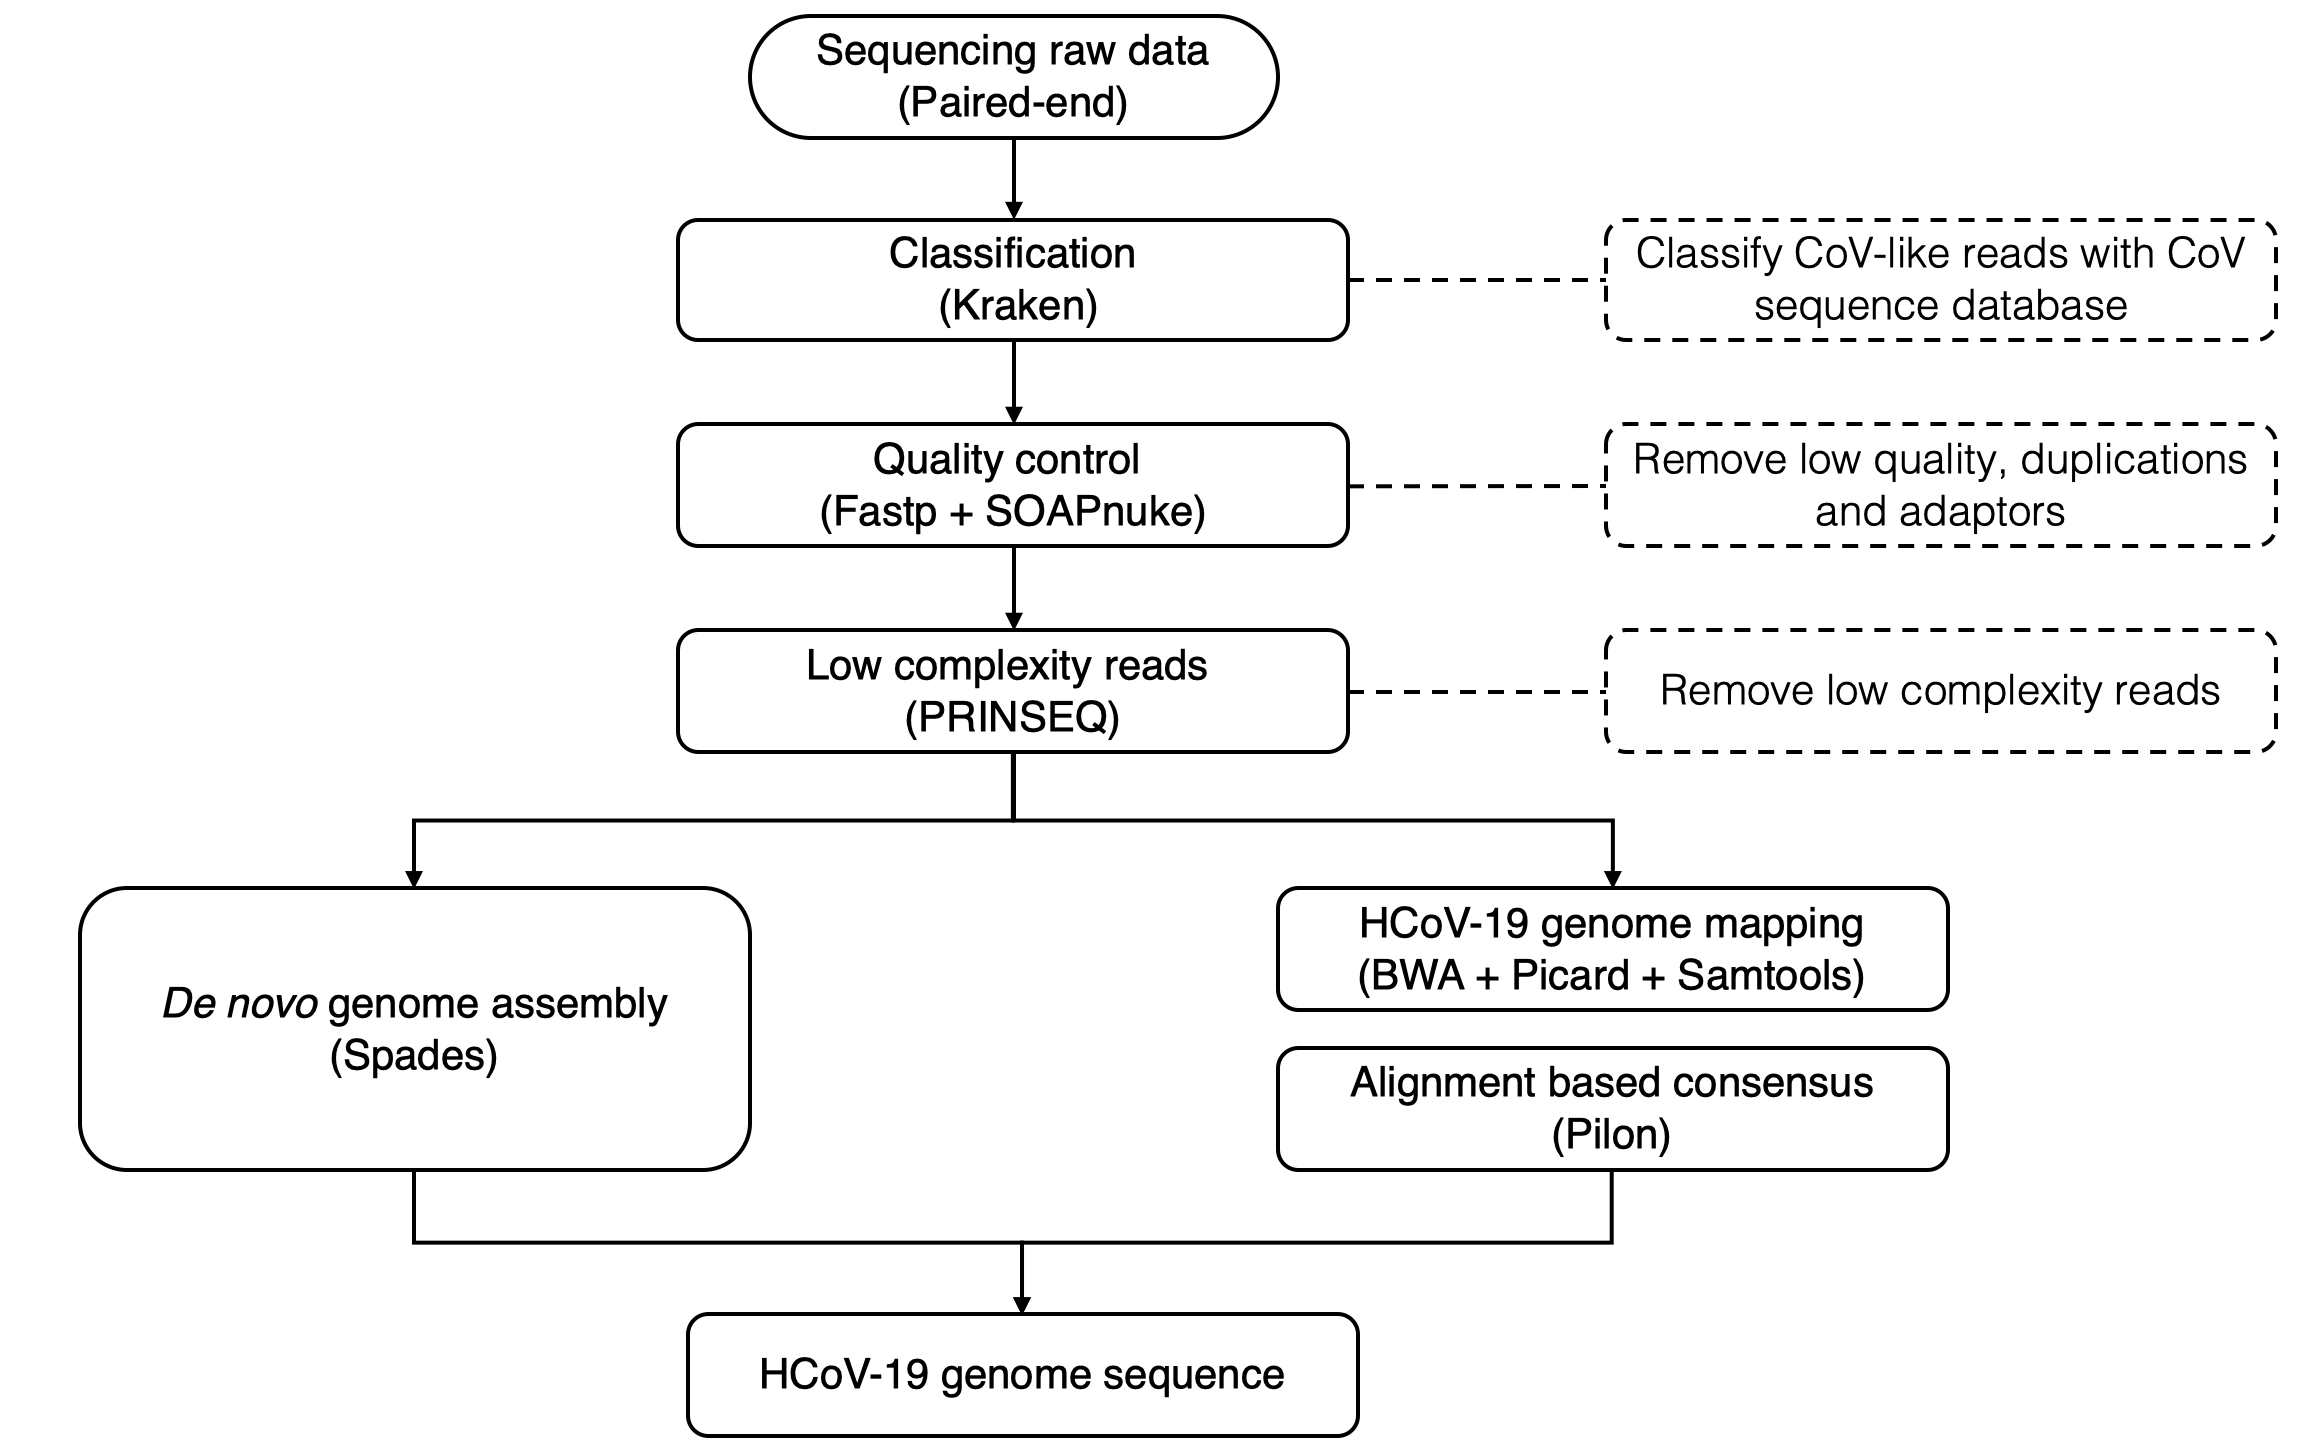 Sequencing raw data
(Paired-end)
Classification
(Kraken)
Classify CoV-like reads with CoV
sequence database
Quality control
(Fastp + SOAPnuke)
Remove low quality, duplications
and adaptors
Low complexity reads
(PRINSEQ)
Remove low complexity reads
De novo genome assembly
(Spades)
HCoV-19 genome mapping
(BWA + Picard + Samtools)
Alignment based consensus
(Pilon)
HCoV-19 genome sequence